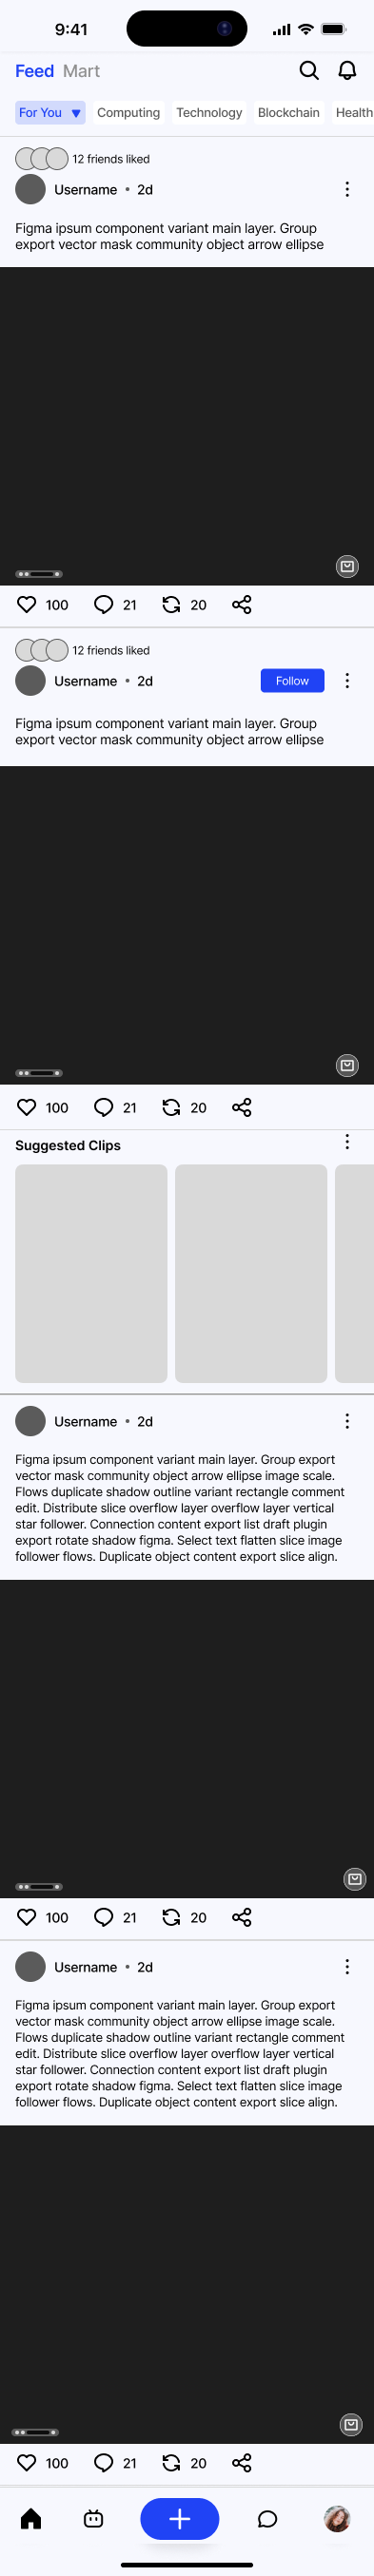 9:41
Feed Mart
For You Computing Technology Blockchain Health
12 friends liked
Username • 2d
Figma ipsum component variant main layer. Group
export vector mask community object arrow ellipse
100 21 20
12 friends liked
Username • 2d Follow
Figma ipsum component variant main layer. Group
export vector mask community object arrow ellipse
100 21 20
Suggested Clips
Username • 2d
Figma ipsum component variant main layer. Group export
vector mask community object arrow ellipse image scale.
Flows duplicate shadow outline variant rectangle comment
edit. Distribute slice overflow layer overflow layer vertical
star follower. Connection content export list draft plugin
export rotate shadow figma. Select text flatten slice image
follower flows. Duplicate object content export slice align.
100 21 20
Username • 2d
Figma ipsum component variant main layer. Group export
vector mask community object arrow ellipse image scale.
Flows duplicate shadow outline variant rectangle comment
edit. Distribute slice overflow layer overflow layer vertical
star follower. Connection content export list draft plugin
export rotate shadow figma. Select text flatten slice image
follower flows. Duplicate object content export slice align.
100 21 20